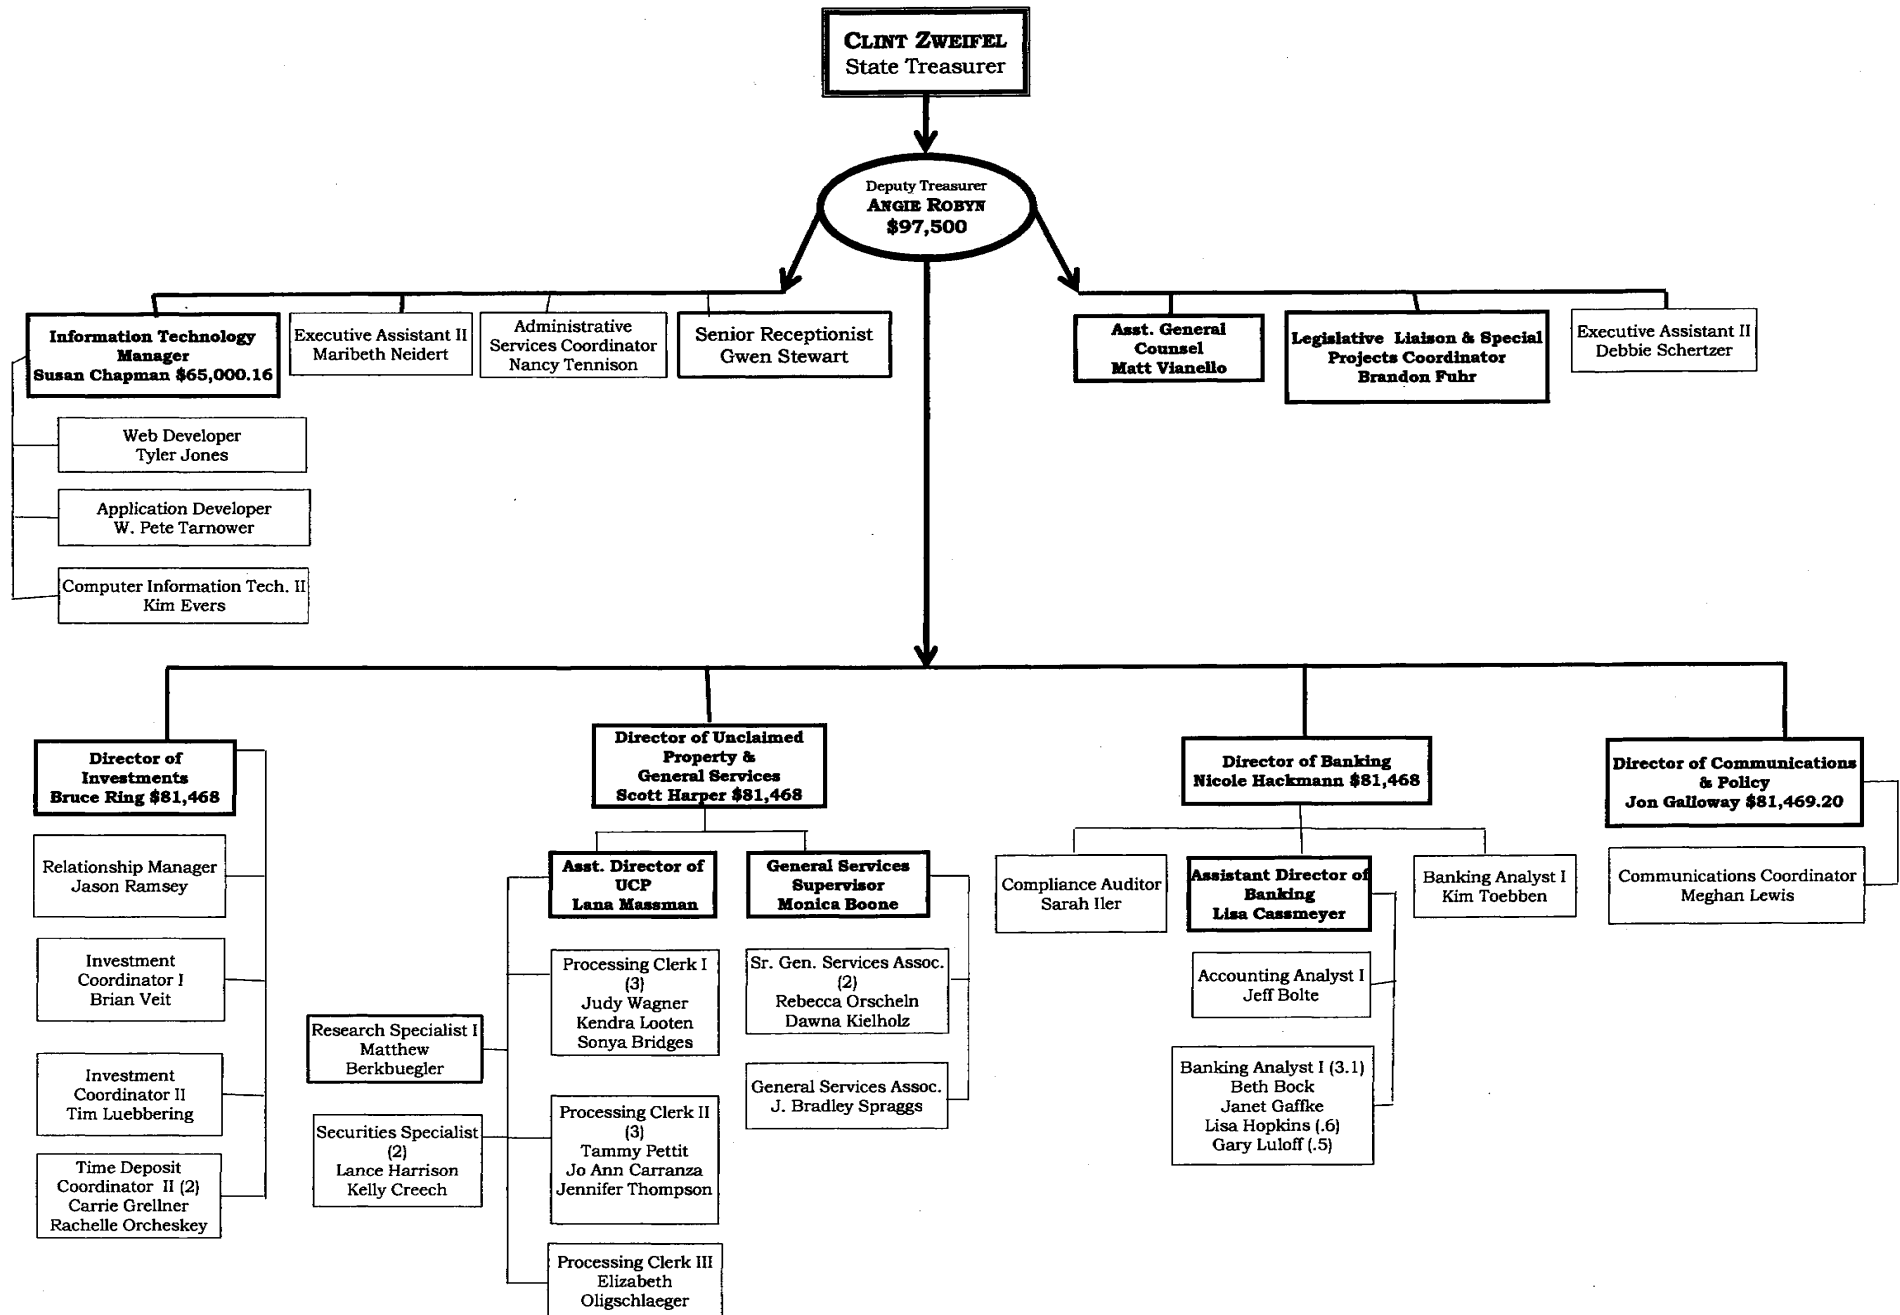 CLINT ZWEIFEL
State Treasurer
Deputy Treasurer
ANGIE ROBYN
$97,500
Information Technology
Manager
Susan Chapman $65,000.16
Executive Assistant II
Maribeth Neidert
Administrative
Services Coordinator
Nancy Tennison
Senior Receptionist
Gwen Stewart
Asst. General
Counsel
Matt Vianello
Legislative Liaison & Special
Projects Coordinator
Brandon Fuhr
Executive Assistant II
Debbie Schertzer
Web Developer
Tyler Jones
Application Developer
W. Pete Tarnower
Computer Information Tech. II
Kim Evers
Director of
Investments
Bruce Ring $81,468
Relationship Manager
Jason Ramsey
Investment
Coordinator I
Brian Veit
Investment
Coordinator II
Tim Luebbering
Time Deposit
Coordinator II (2)
Carrie Grellner
Rachelle Orcheskey
Director of Unclaimed
Property &
General Services
Scott Harper $81,468
Asst. Director of
UCP
Lana Massman
Research Specialist I
Matthew
Berkbuegler
Securities Specialist
(2)
Lance Harrison
Kelly Creech
Processing Clerk I
(3)
Judy Wagner
Kendra Looten
Sonya Bridges
Processing Clerk II
(3)
Tammy Pettit
Jo Ann Carranza
Jennifer Thompson
Processing Clerk III
Elizabeth
Oligschlaeger
General Services
Supervisor
Monica Boone
Sr. Gen. Services Assoc.
(2)
Rebecca Orscheln
Dawna Kielholz
General Services Assoc.
J. Bradley Spraggs
Director of Banking
Nicole Hackmann $81,468
Compliance Auditor
Sarah Iler
Assistant Director of
Banking
Lisa Cassmeyer
Banking Analyst I
Kim Toebben
Accounting Analyst I
Jeff Bolte
Banking Analyst I (3.1)
Beth Bock
Janet Gaffke
Lisa Hopkins (.6)
Gary Luloff (.5)
Director of Communications
& Policy
Jon Galloway $81,469.20
Communications Coordinator
Meghan Lewis